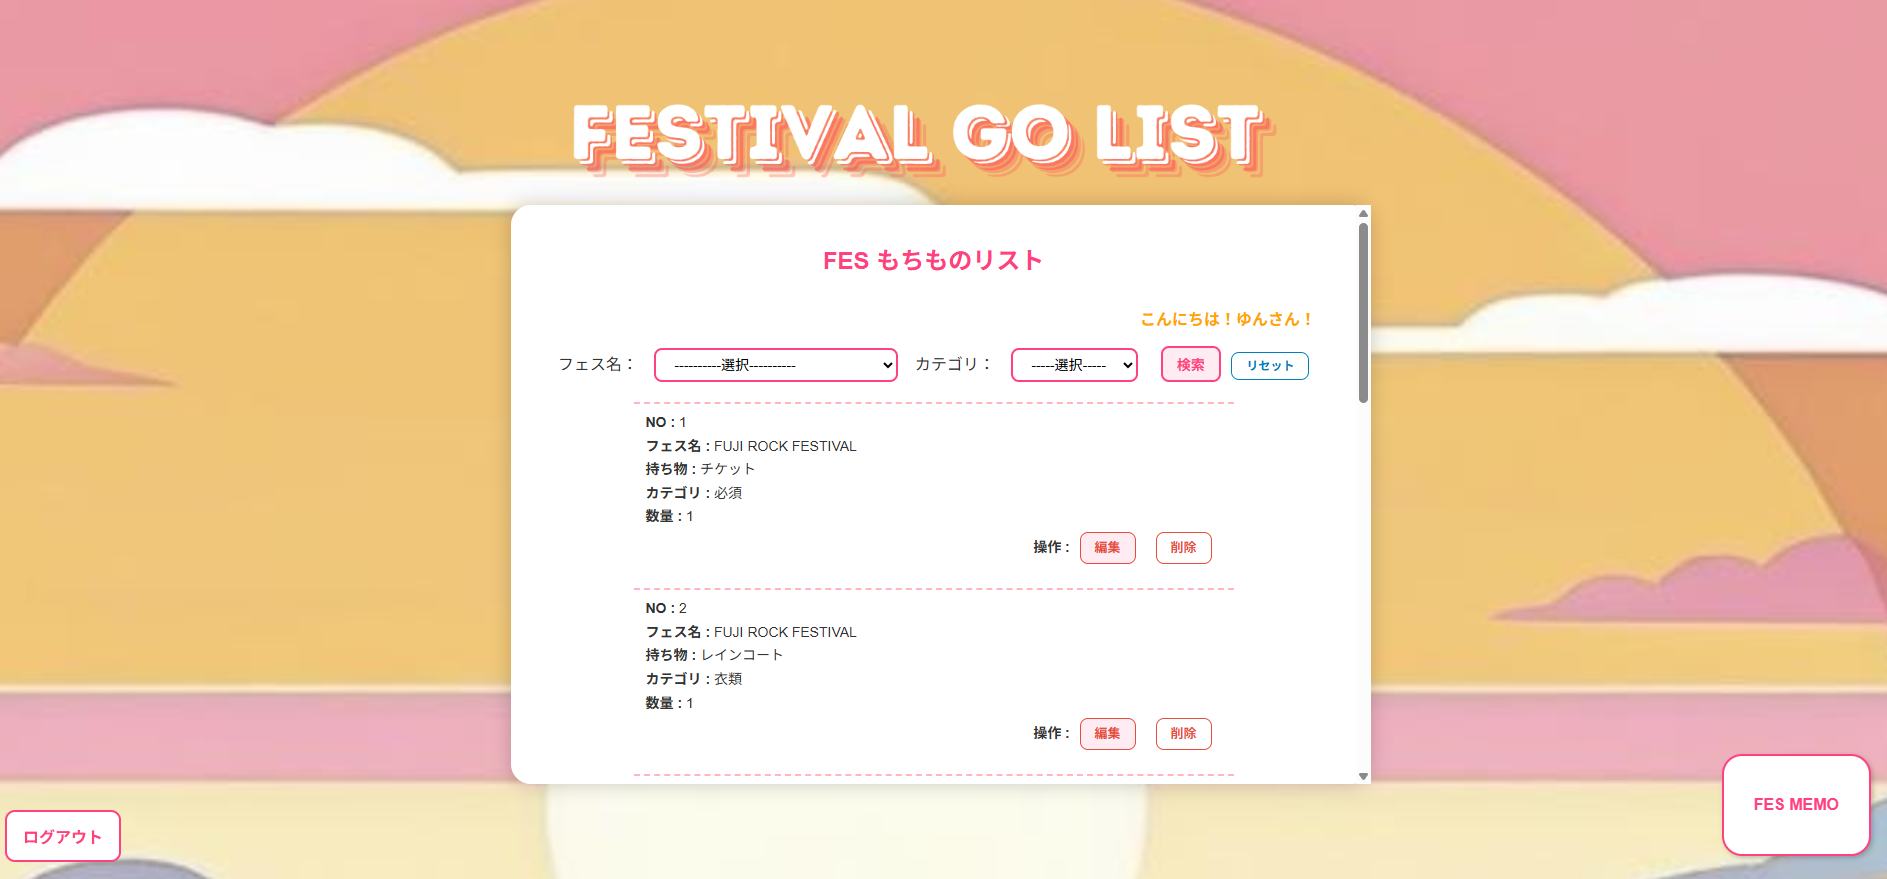 FESTIVAL GO LIST
FES もちものリスト
こんにちは！ゆんさん！
フェス名： ----------選択---------- カテゴリ： -----選択----- 検索 リセット
NO : 1
フェス名 : FUJI ROCK FESTIVAL
持ち物 : チケット
カテゴリ : 必須
数量 : 1
操作 : 編集 削除
NO : 2
フェス名 : FUJI ROCK FESTIVAL
持ち物 : レインコート
カテゴリ : 衣類
数量 : 1
操作 : 編集 削除
FES MEMO
ログアウト